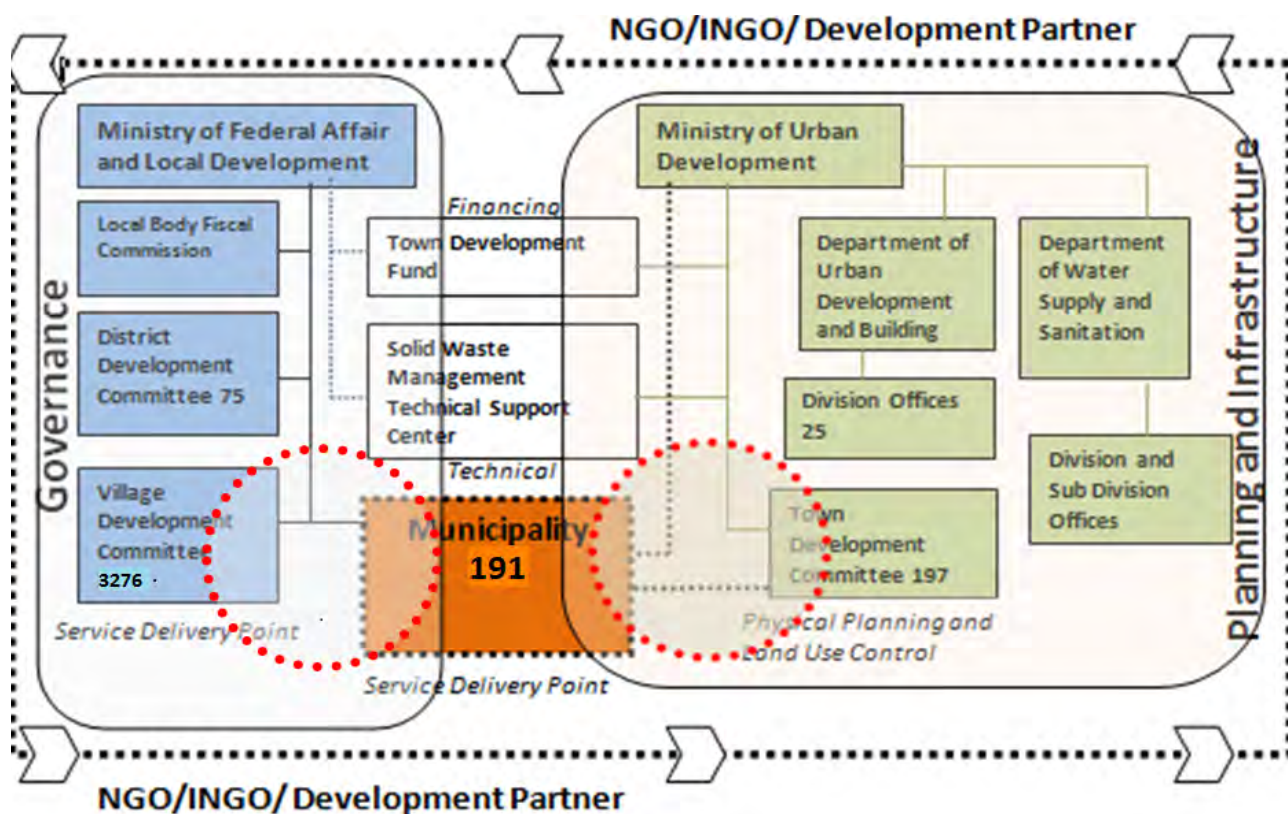 NGO/INGO/ Development Partner
Governance
Ministry of Federal Affair
and Local Development
Local Body Fiscal
Commission
District
Development
Committee 75
Village
Development
Committee
3276 .
Service Delivery Point
Financing
Town Development
Fund
Solid Waste
Management
Technical Support
Center
Technical
Municipality
191
Service Delivery Point
Ministry of Urban
Development
Department of
Urban
Development
and Building
Division Offices
25
Town
Development
Committee 197
Physical Planning and
Land Use Control
Department
of Water
Supply and
Sanitation
Division and
Sub Division
Offices
Planning and Infrastructure
NGO/INGO/ Development Partner